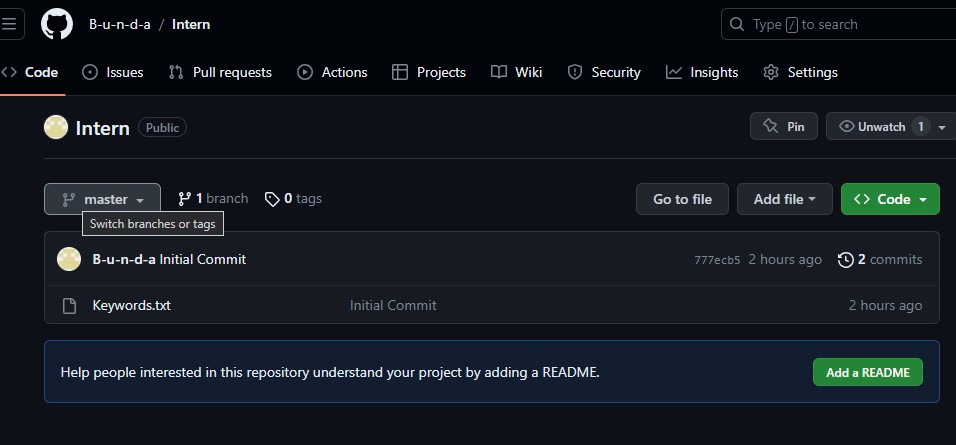 B-u-n-d-a / Intern
Type / to search
Code Issues Pull requests Actions Projects Wiki Security Insights Settings
Intern Public
Pin Unwatch 1
master 1 branch 0 tags Go to file Add file Code
Switch branches or tags
B-u-n-d-a Initial Commit 777ecb5 2 hours ago 2 commits
Keywords.txt Initial Commit 2 hours ago
Help people interested in this repository understand your project by adding a README. Add a README